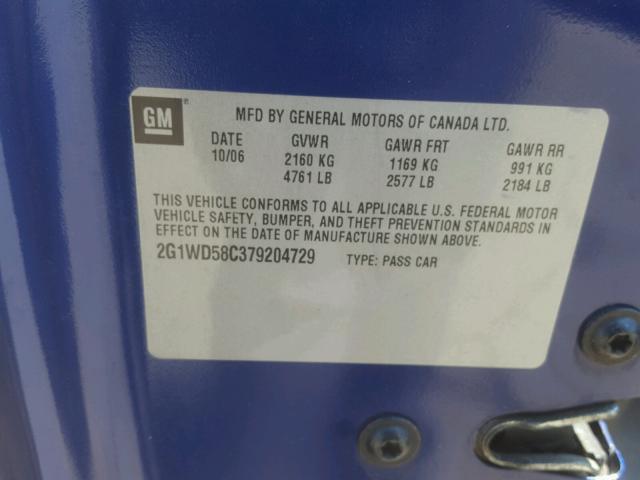 GM
MFD BY GENERAL MOTORS OF CANADA LTD.
DATE GVWR GAWR FRT GAWR RR
10/06 2160 KG 1169 KG 991 KG
4761 LB 2577 LB 2184 LB
THIS VEHICLE CONFORMS TO ALL APPLICABLE U.S. FEDERAL MOTOR
VEHICLE SAFETY, BUMPER, AND THEFT PREVENTION STANDARDS IN
EFFECT ON THE DATE OF MANUFACTURE SHOWN ABOVE.
2G1WD58C379204729 TYPE: PASS CAR